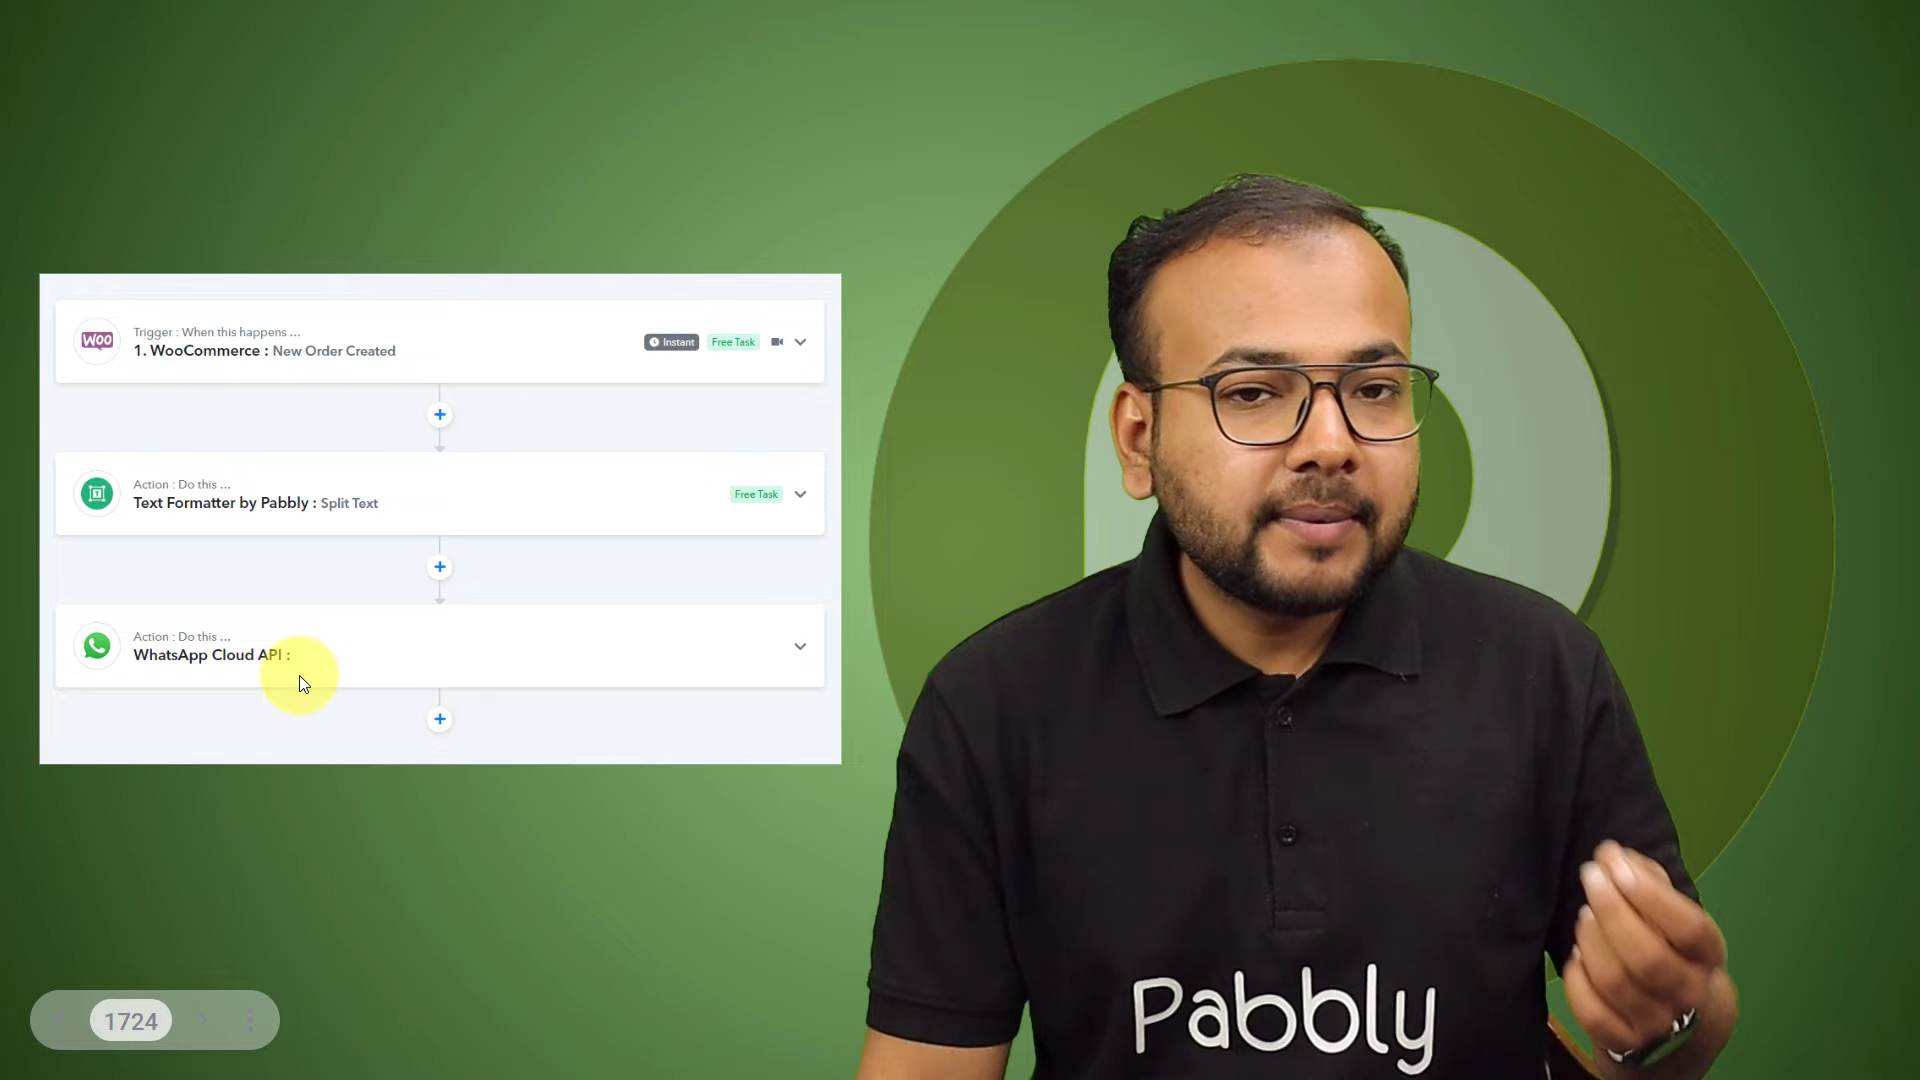 WOO
Trigger : When this happens ...
1. WooCommerce : New Order Created
Instant
Free Task
Action : Do this ...
Text Formatter by Pabbly : Split Text
Free Task
Action : Do this ...
WhatsApp Cloud API :
1724
Pabbly